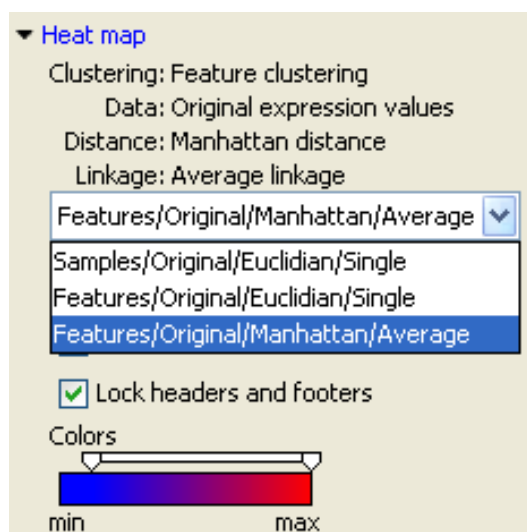 Heat map
Clustering: Feature clustering
Data: Original expression values
Distance: Manhattan distance
Linkage: Average linkage
Features/Original/Manhattan/Average
Samples/Original/Euclidian/Single
Features/Original/Euclidian/Single
Features/Original/Manhattan/Average
Lock headers and footers
Colors
min max